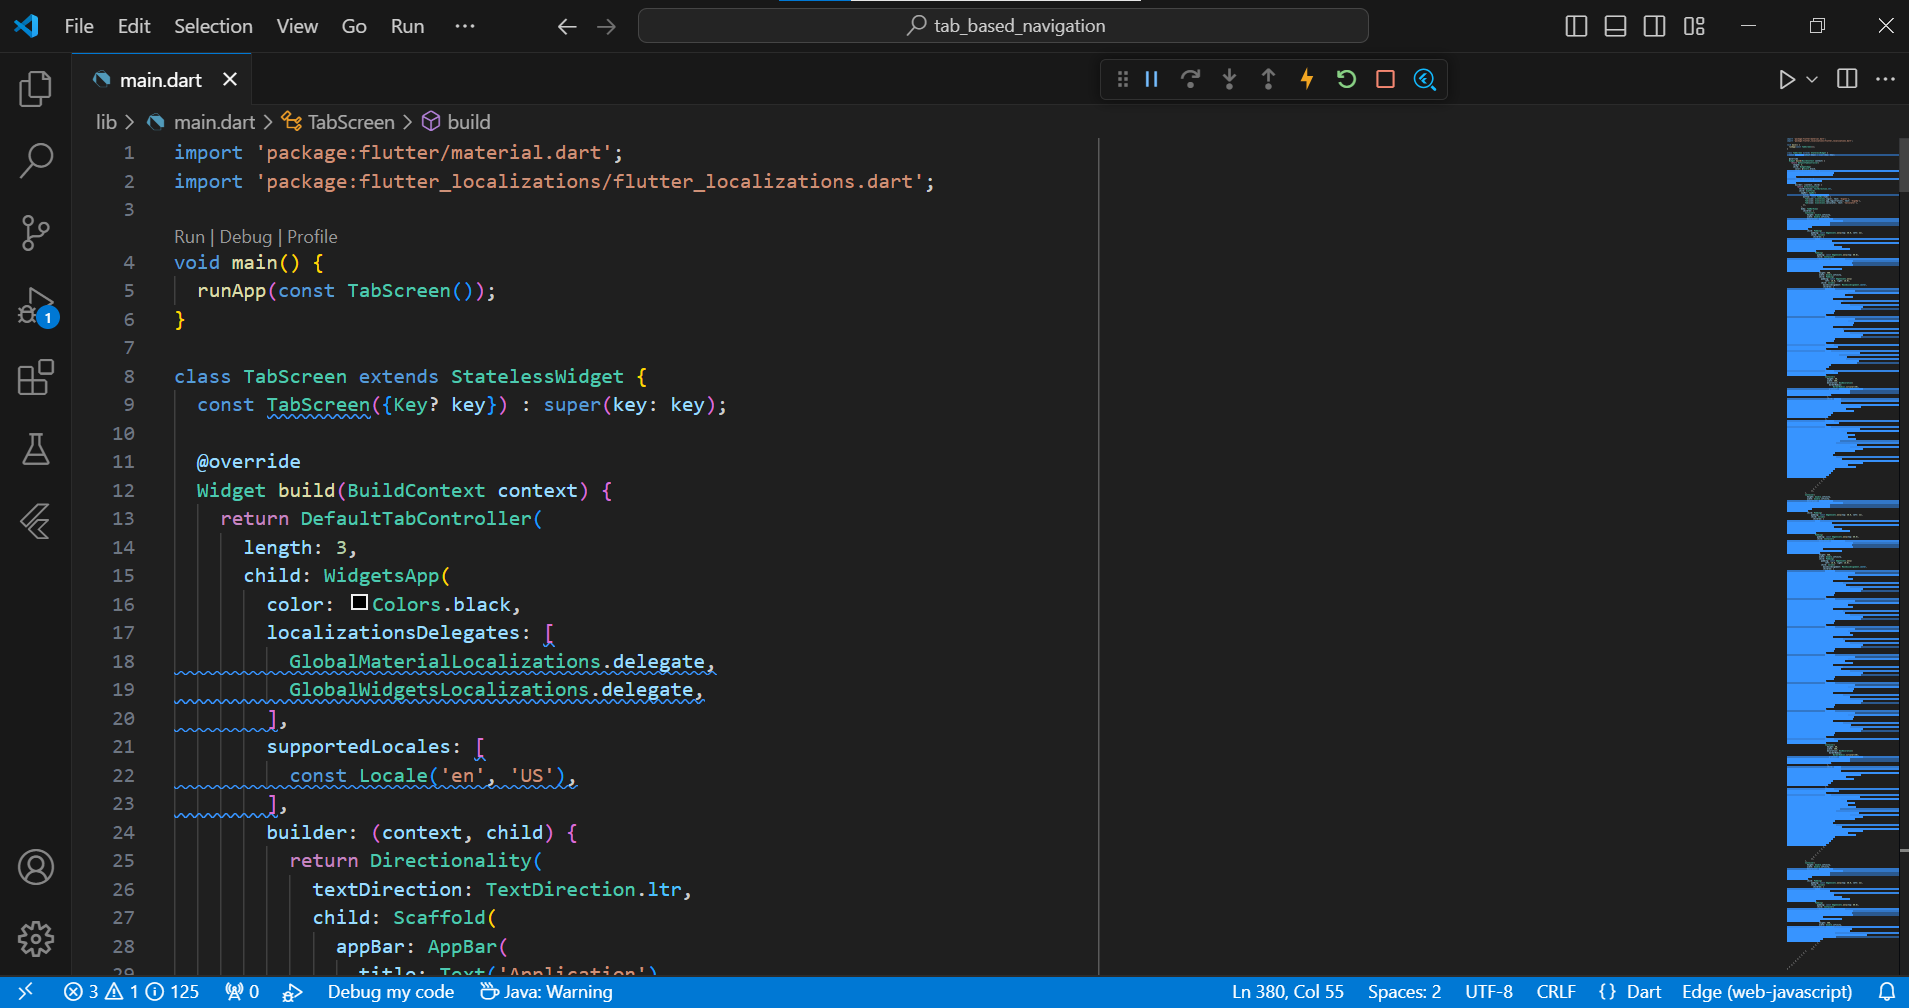 File Edit Selection View Go Run ··· tab_based_navigation
main.dart
lib > main.dart > TabScreen > build
1 import 'package:flutter/material.dart';
2 import 'package:flutter_localizations/flutter_localizations.dart';
3
Run | Debug | Profile
4 void main() {
5 runApp(const TabScreen());
6 }
7
8 class TabScreen extends StatelessWidget {
9 const TabScreen({Key? key}) : super(key: key);
10
11 @override
12 Widget build(BuildContext context) {
13 return DefaultTabController(
14 length: 3,
15 child: WidgetsApp(
16 color: Colors.black,
17 localizationsDelegates: [
18 GlobalMaterialLocalizations.delegate,
19 GlobalWidgetsLocalizations.delegate,
20 ],
21 supportedLocales: [
22 const Locale('en', 'US'),
23 ],
24 builder: (context, child) {
25 return Directionality(
26 textDirection: TextDirection.ltr,
27 child: Scaffold(
28 appBar: AppBar(
29 title: Text('Application')
1
3 1 125 0 Debug my code Java: Warning Ln 380, Col 55 Spaces: 2 UTF-8 CRLF {} Dart Edge (web-javascript)